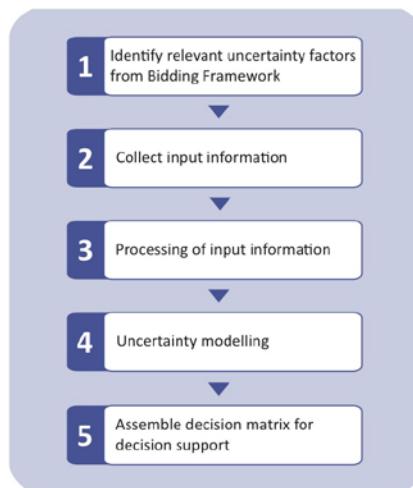 1
Identify relevant uncertainty factors
from Bidding Framework
2
Collect input information
3
Processing of input information
4
Uncertainty modelling
5
Assemble decision matrix for
decision support